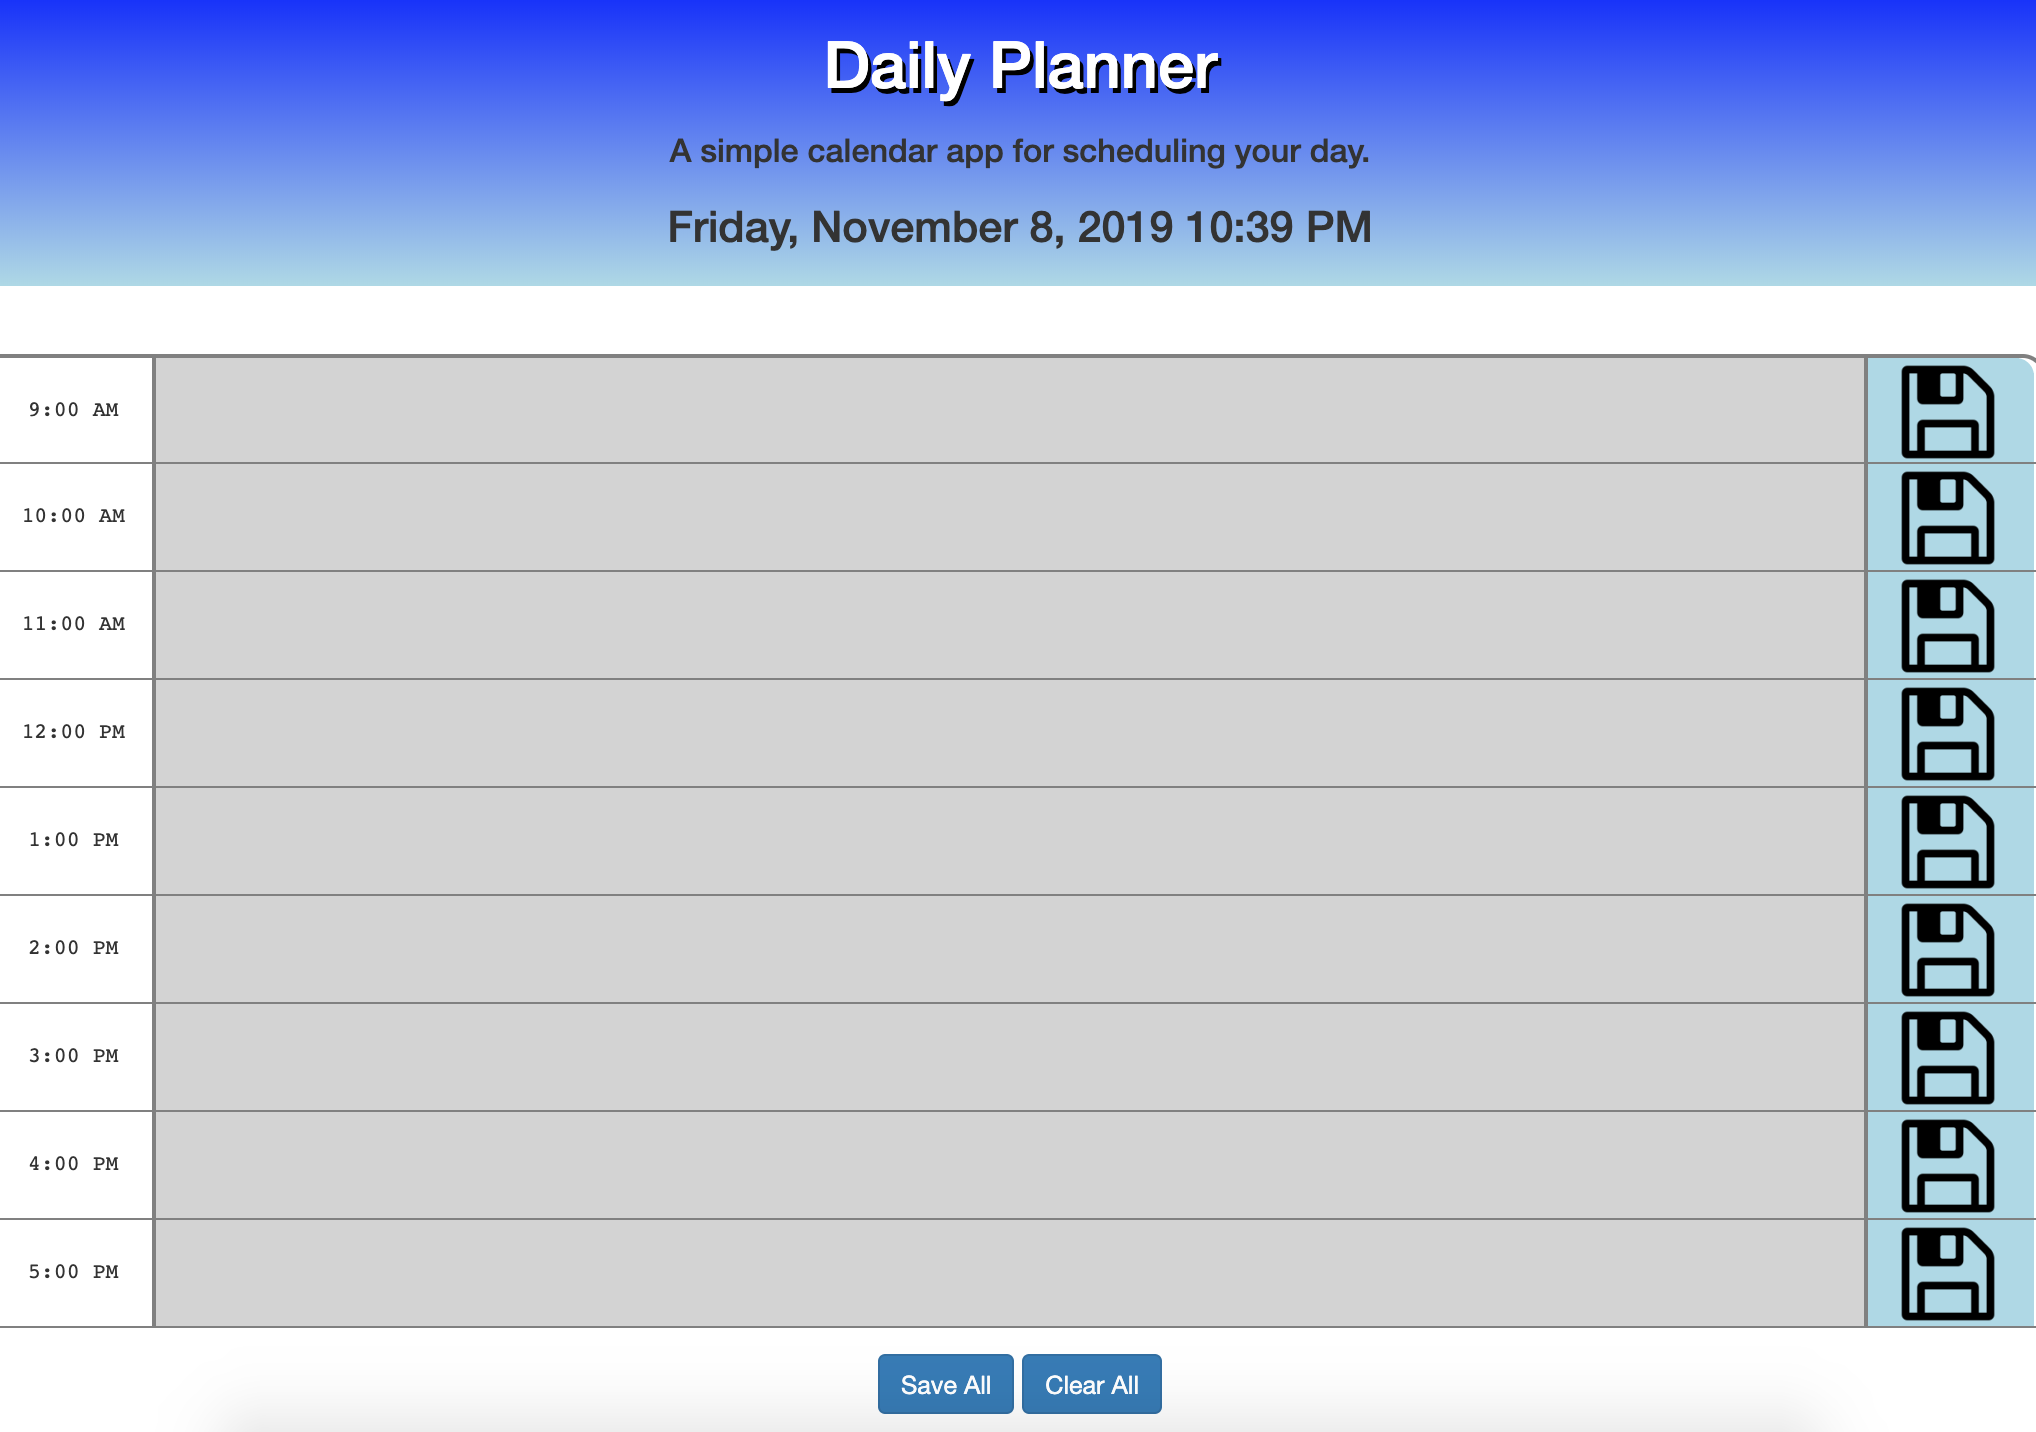 Daily Planner
A simple calendar app for scheduling your day.
Friday, November 8, 2019 10:39 PM
9:00 AM
10:00 AM
11:00 AM
12:00 PM
1:00 PM
2:00 PM
3:00 PM
4:00 PM
5:00 PM
Save All Clear All